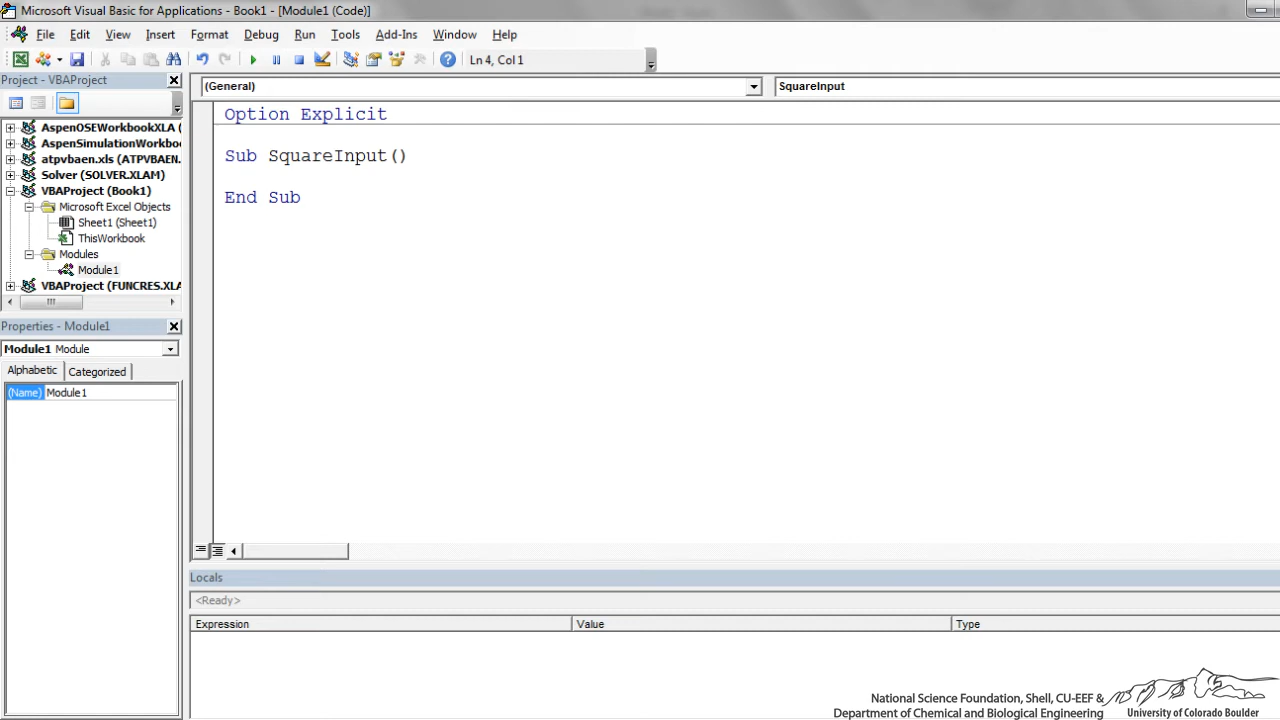 Microsoft Visual Basic for Applications - Book1 - [Module1 (Code)]
File Edit View Insert Format Debug Run Tools Add-Ins Window Help
Ln 4, Col 1
Project - VBAProject
(General)
SquareInput
AspenOSEWorkbookXLA (
AspenSimulationWorkbo
atpvbaen.xls (ATPVBAEN.
Solver (SOLVER.XLAM)
VBAProject (Book1)
Microsoft Excel Objects
Sheet1 (Sheet1)
ThisWorkbook
Modules
Module1
VBAProject (FUNCRES.XLA
Properties - Module1
Module1 Module
Alphabetic Categorized
(Name) Module1
Option Explicit
Sub SquareInput()
End Sub
Locals
<Ready>
Expression Value Type
National Science Foundation, Shell, CU-EEF &
Department of Chemical and Biological Engineering
University of Colorado Boulder